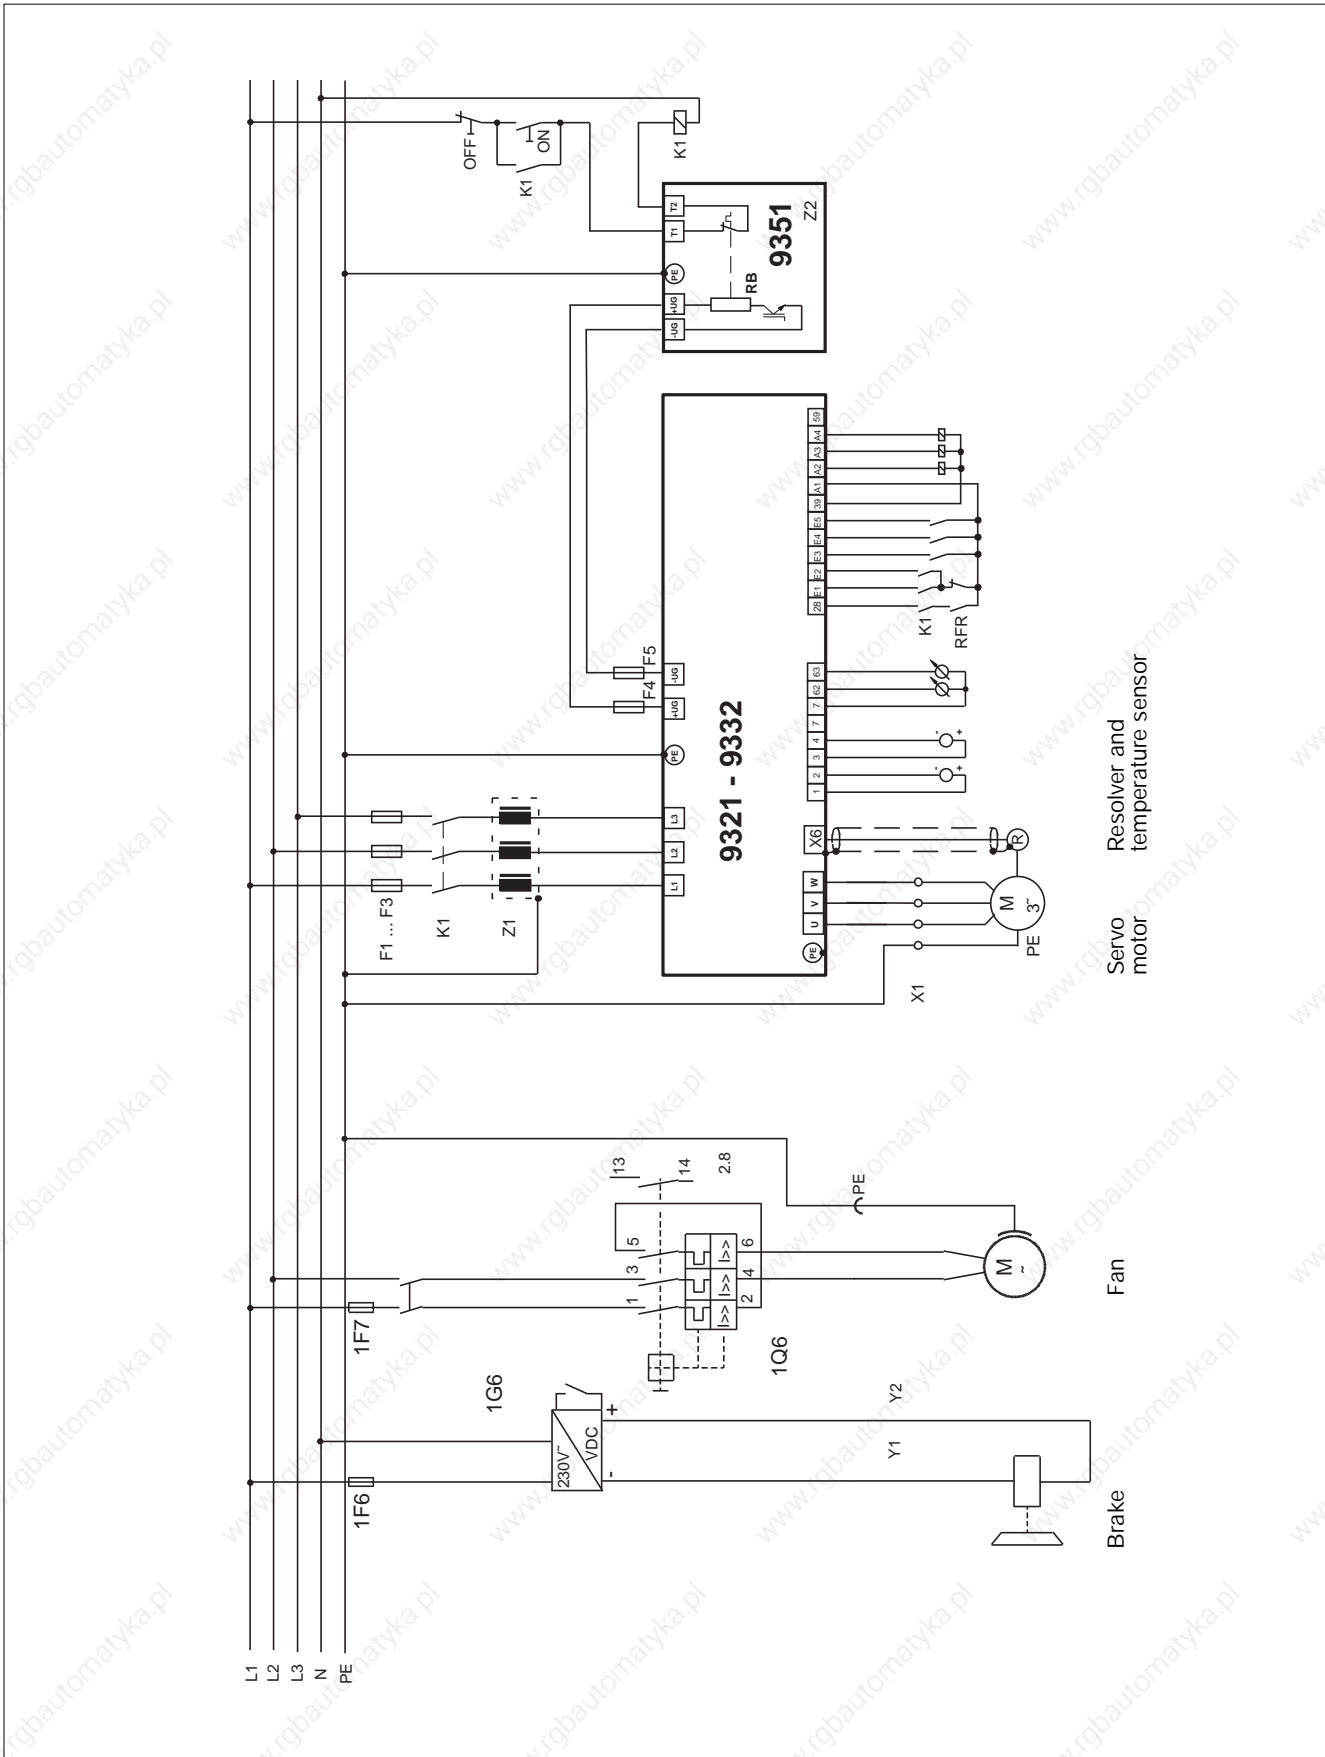 L1
L2
L3
N
PE
1F6
1F7
F1 ... F3
K1
OFF
ON
K1
1G6
230V~
VDC
+
-
13
14
2.8
1
3
5
I>>
I>>
I>>
2
4
6
1Q6
PE
Z1
F4
F5
K1
L1
L2
L3
PE
+UG
-UG
9321 - 9332
PE
U
V
W
X6
1
2
3
4
7
7
62
63
28
E1
E2
E3
E4
E5
39
A1
A2
A3
A4
59
-UG
+UG
PE
T1
T2
RB
9351
Z2
Y1
Y2
X1
-
+
-
+
K1
RFR
M
~
M
3~
R
PE
Brake
Fan
Servo
motor
Resolver and
temperature sensor
www.rgbautomatyka.pl